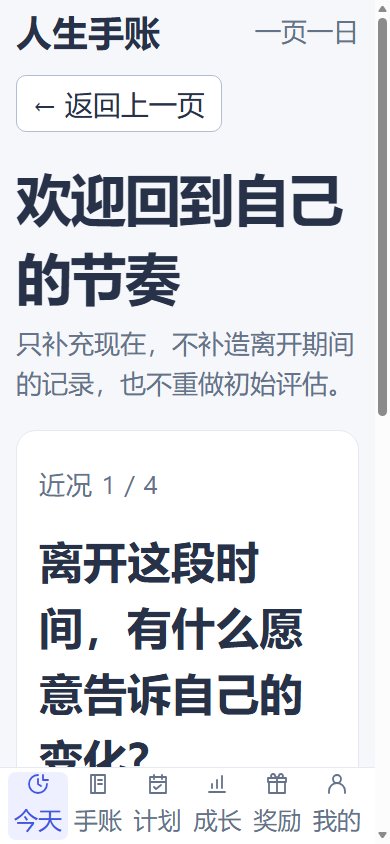 人生手账
一页一日
← 返回上一页
欢迎回到自己
的节奏
只补充现在，不补造离开期间
的记录，也不重做初始评估。
近况 1 / 4
离开这段时
间，有什么愿
意告诉自己的
变化？
今天 手账 计划 成长 奖励 我的